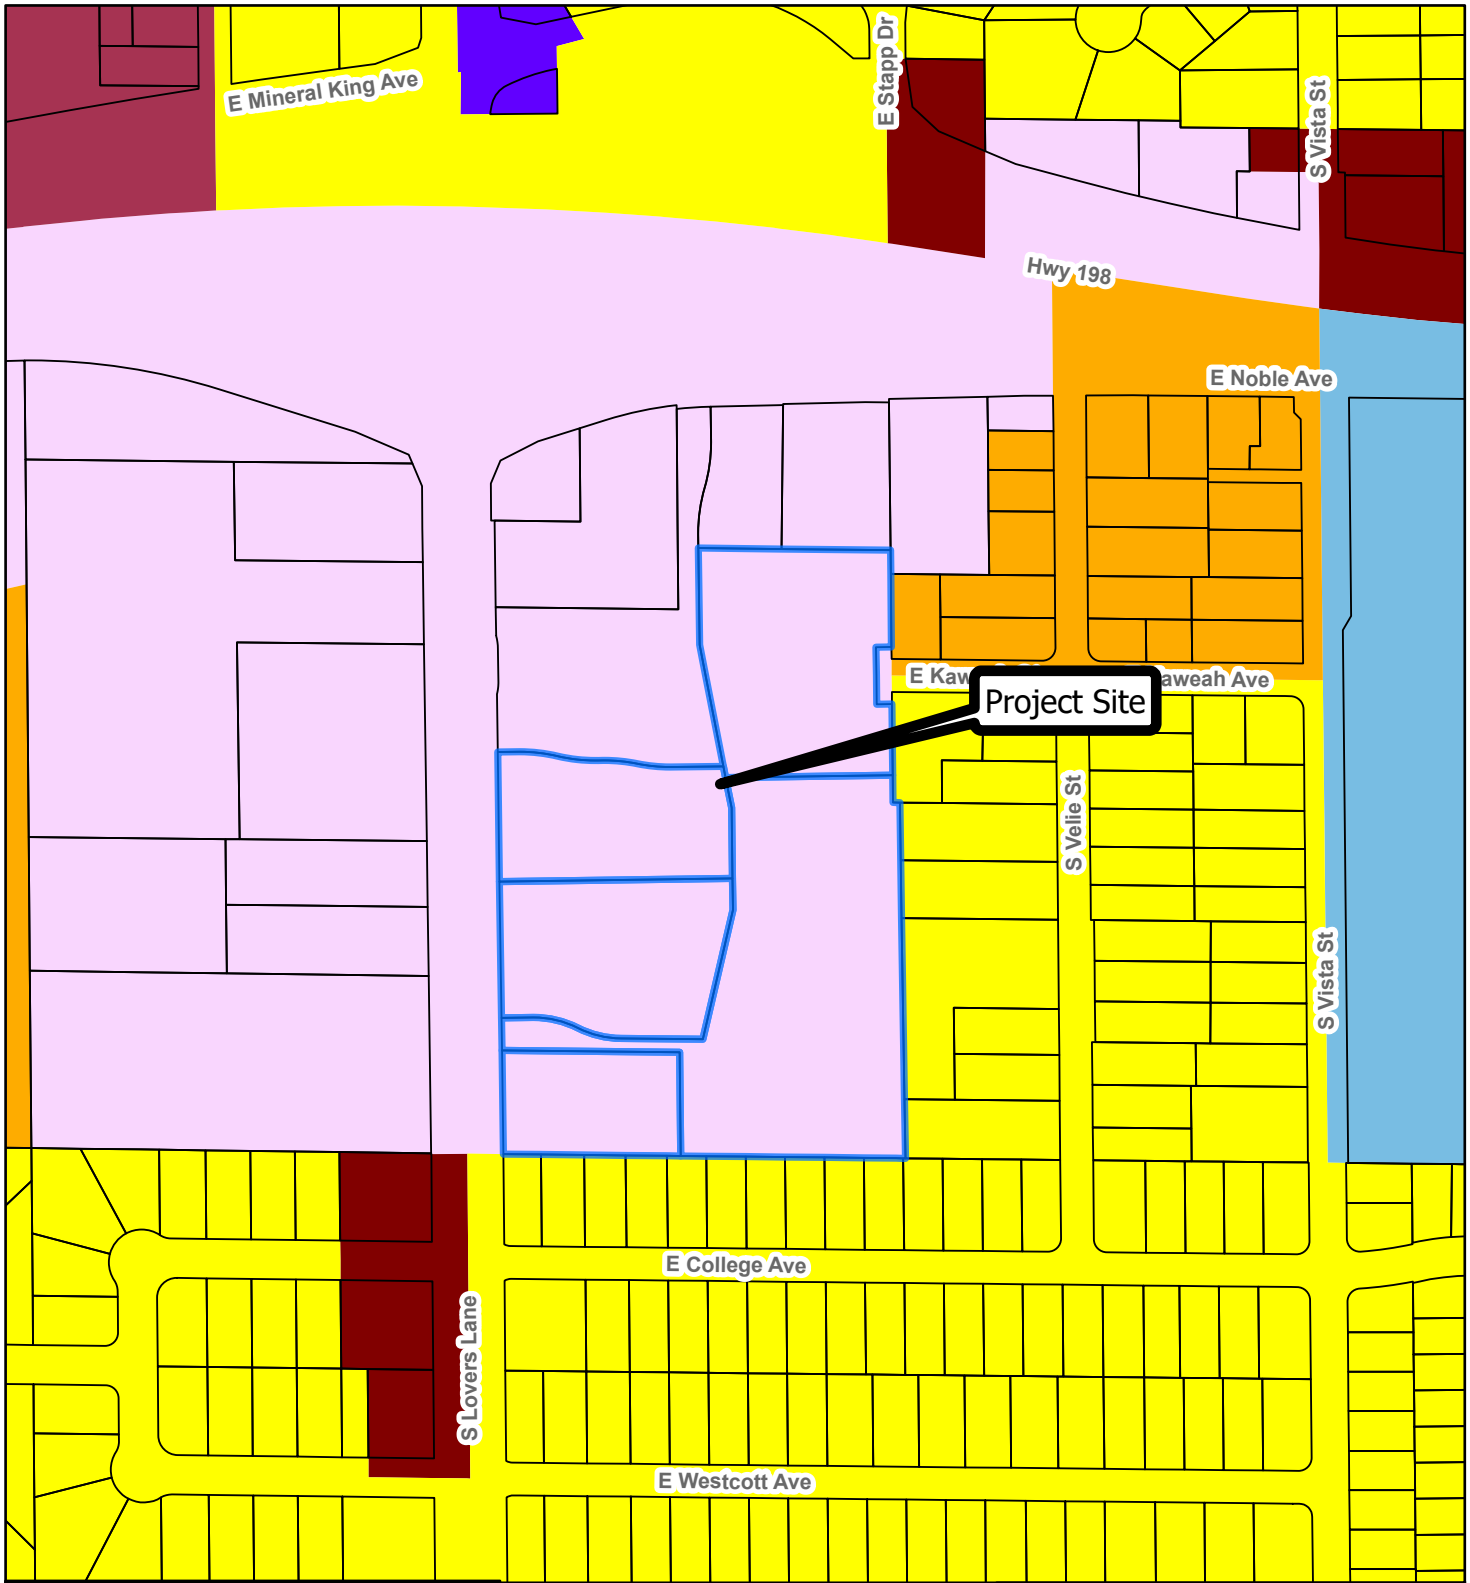 E Mineral King Ave
E Stapp Dr
S Vista St
Hwy 198
E Noble Ave
E Kaw
aweah Ave
Project Site
S Velie St
S Vista St
E College Ave
S Lovers Lane
E Westcott Ave